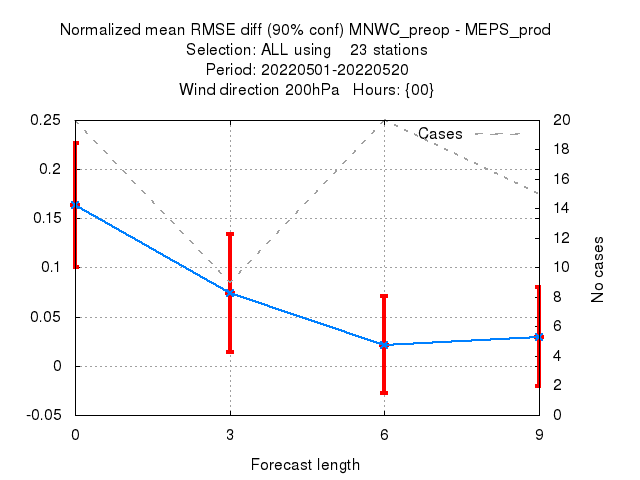 Normalized mean RMSE diff (90% conf) MNWC_preop - MEPS_prod
Selection: ALL using    23 stations
Period: 20220501-20220520
Wind direction 200hPa   Hours: {00}
Cases
0.25
0.2
0.15
0.1
0.05
0
-0.05
20
18
16
14
12
10
8
6
4
2
0
No cases
0 3 6 9
Forecast length